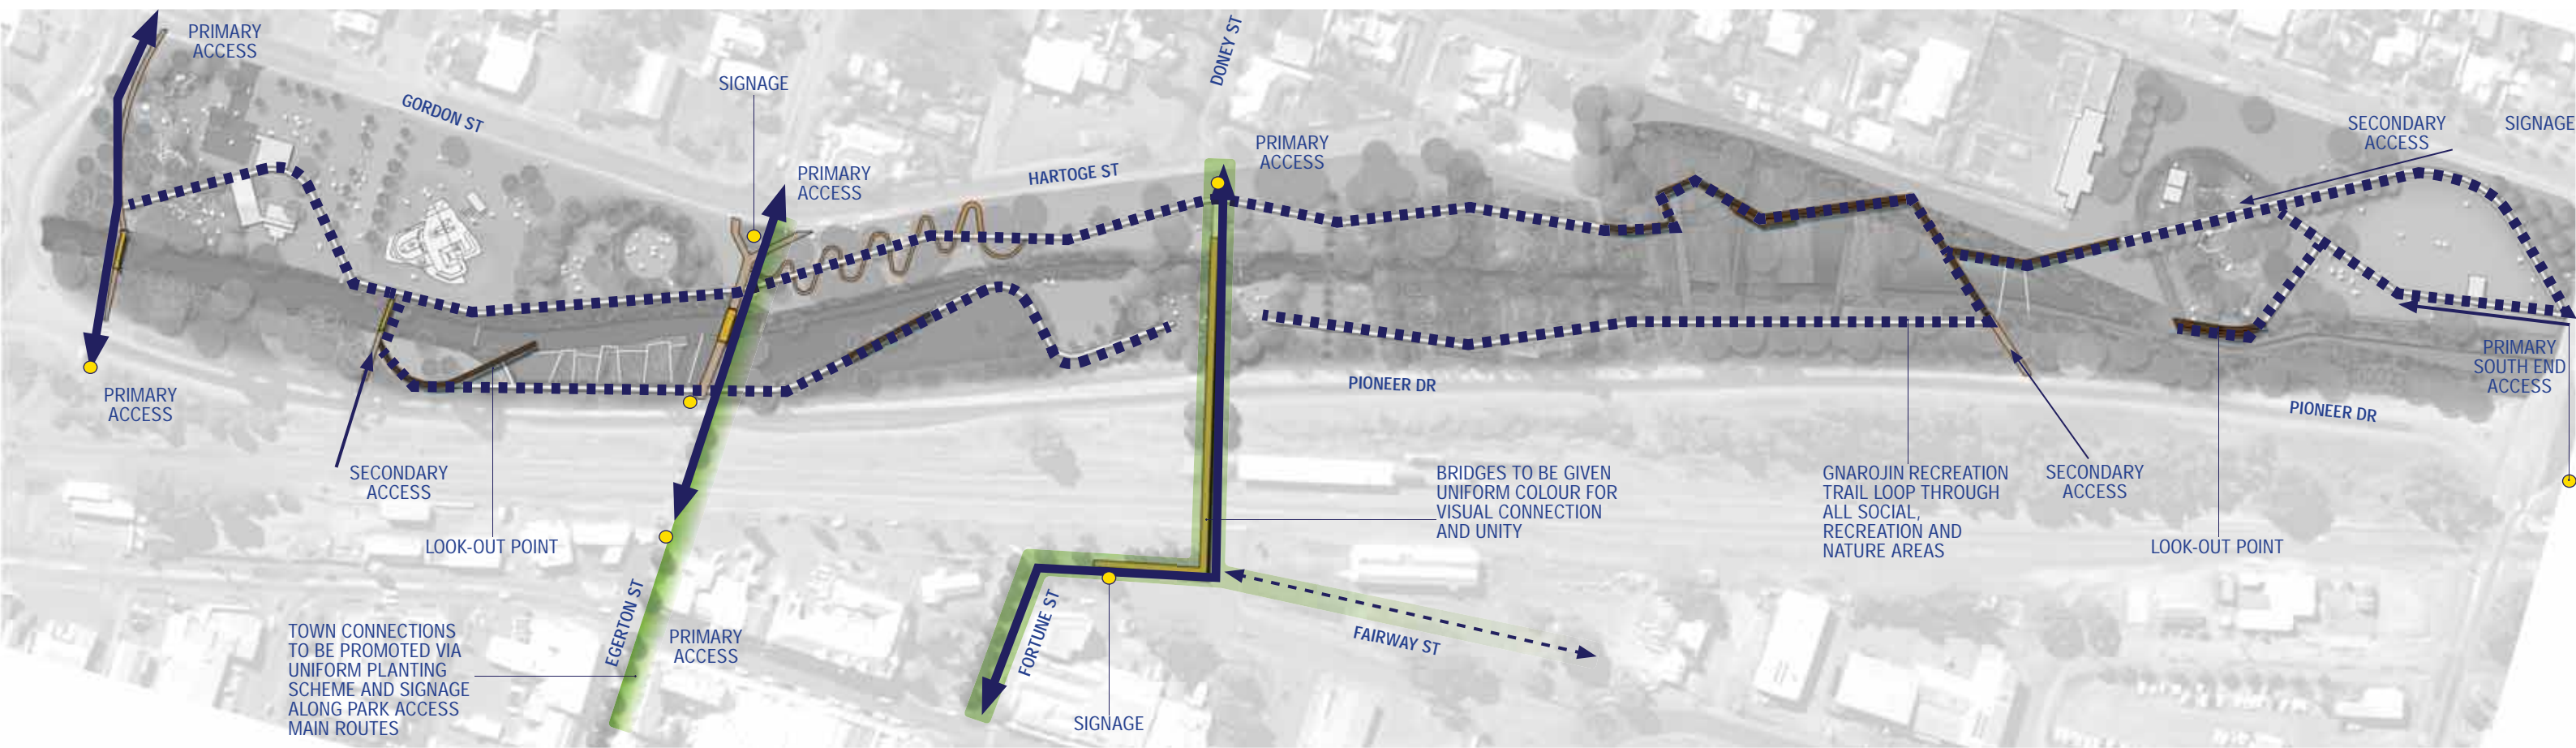 PRIMARY
ACCESS
GORDON ST
SIGNAGE
PRIMARY
ACCESS
HARTOGE ST
DONEY ST
PRIMARY
ACCESS
SECONDARY
ACCESS
SIGNAGE
PRIMARY
ACCESS
SECONDARY
ACCESS
LOOK-OUT POINT
PIONEER DR
PRIMARY
SOUTH END
ACCESS
PIONEER DR
BRIDGES TO BE GIVEN
UNIFORM COLOUR FOR
VISUAL CONNECTION
AND UNITY
GNAROJIN RECREATION
TRAIL LOOP THROUGH
ALL SOCIAL,
RECREATION AND
NATURE AREAS
SECONDARY
ACCESS
LOOK-OUT POINT
TOWN CONNECTIONS
TO BE PROMOTED VIA
UNIFORM PLANTING
SCHEME AND SIGNAGE
ALONG PARK ACCESS
MAIN ROUTES
EGERTON ST
PRIMARY
ACCESS
FORTUNE ST
SIGNAGE
FAIRWAY ST